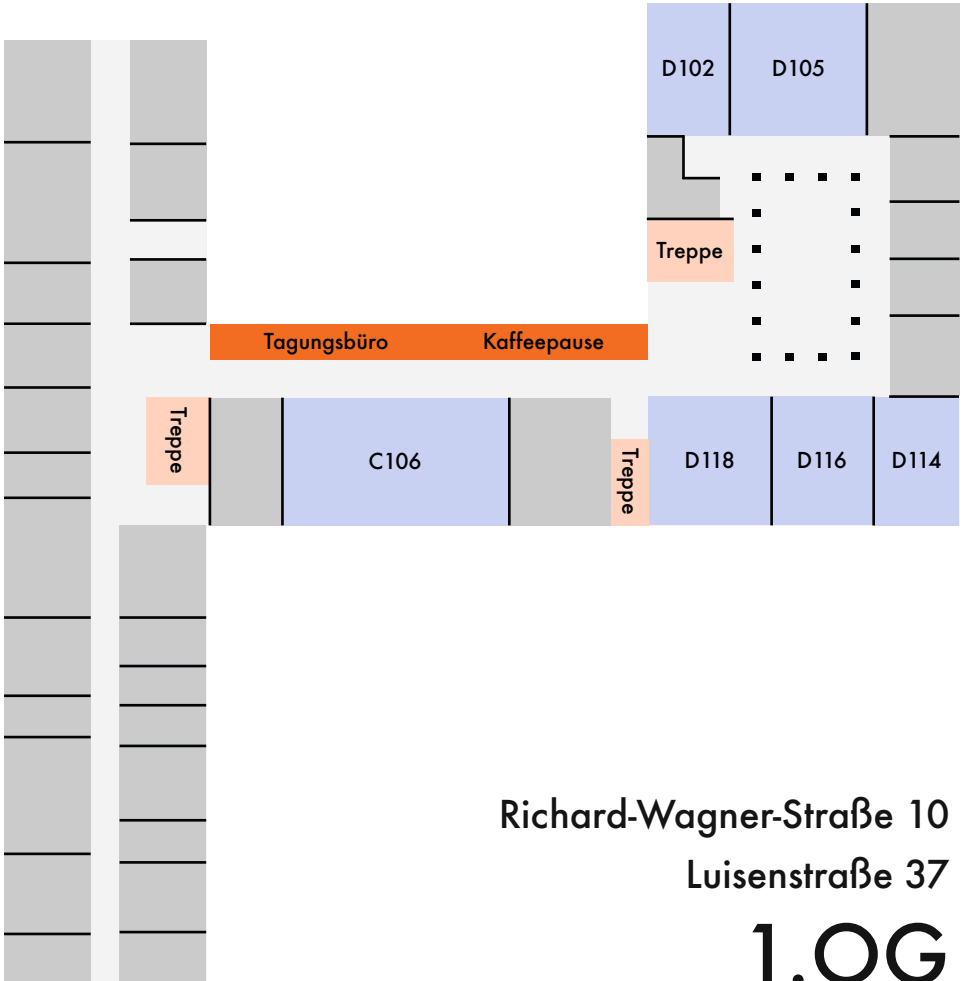 D102 D105
Treppe
Tagungsbüro Kaffeepause
Treppe
C106
Treppe
D118 D116 D114
Richard-Wagner-Straße 10
Luisenstraße 37
1.OG